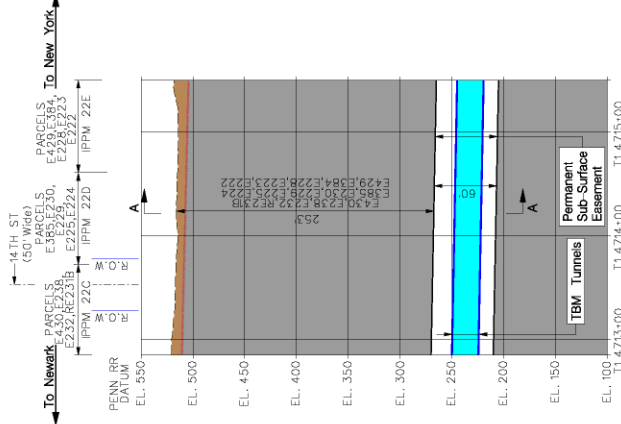 To Newark
To New York
14TH ST
(50' Wide)
PARCELS
E430,E238
E232,RE231B
IPPM 22C
PARCELS
E385,E230,
E229,
E225,E224
IPPM 22D
PARCELS
E429,E384,
E228,E223
E222
IPPM 22E
R.O.W
R.O.W
PENN RR
DATUM
EL. 550
EL. 500
EL. 450
EL. 400
EL. 350
EL. 300
EL. 250
EL. 200
EL. 150
EL. 100
A
A
253'
E430,E238,E232,RE231B
E385,E230,E229,E225,E224
E429,E384,E228,E223,E222
60'
TBM Tunnels
Permanent
Sub-Surface
Easement
T1 4713+00
T1 4714+00
T1 4715+00